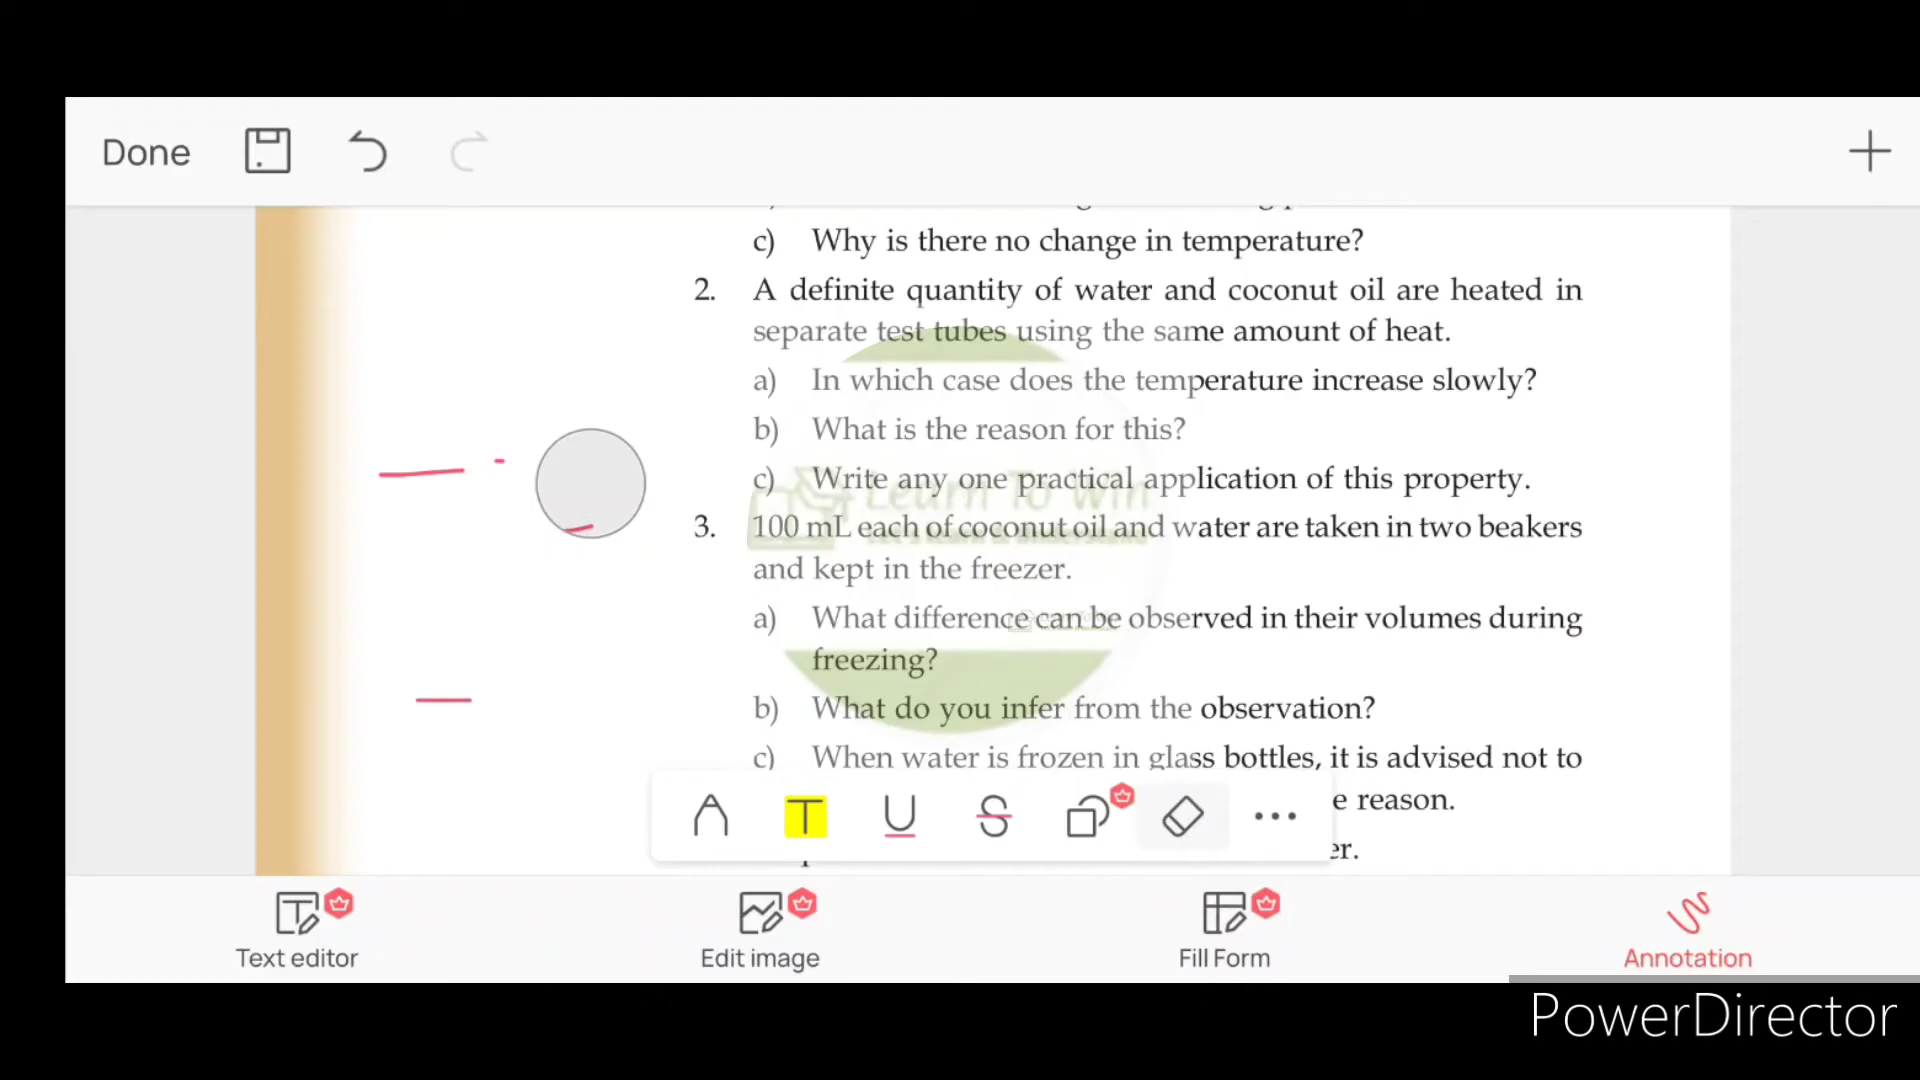 Done
c) Why is there no change in temperature?
2. A definite quantity of water and coconut oil are heated in
separate test tubes using the same amount of heat.
a) In which case does the temperature increase slowly?
b) What is the reason for this?
c) Write any one practical application of this property.
Learn To Win
3. 100 mL each of coconut oil and water are taken in two beakers
and kept in the freezer.
a) What difference can be observed in their volumes during
freezing?
b) What do you infer from the observation?
c) When water is frozen in glass bottles, it is advised not to
e reason.
er.
Text editor
Edit image
Fill Form
Annotation
PowerDirector